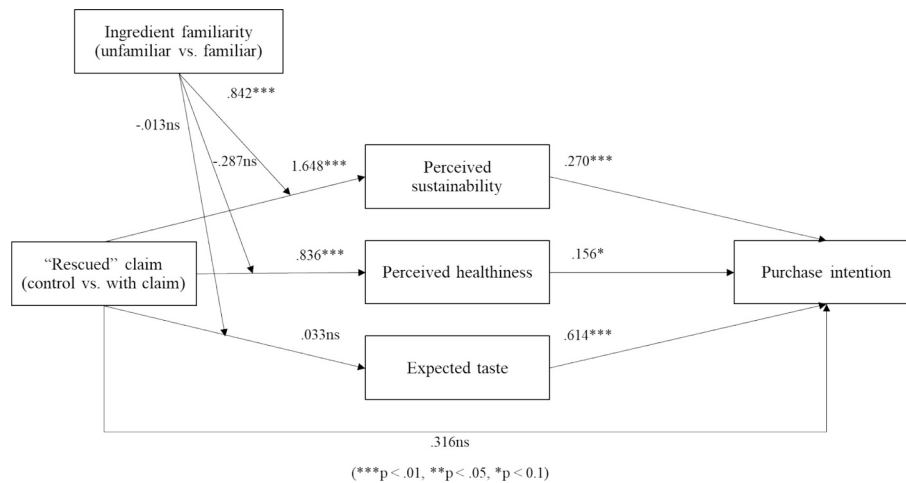 Ingredient familiarity
(unfamiliar vs. familiar)
.842***
-.013ns
-.287ns
1.648***
Perceived
sustainability
.270***
“Rescued” claim
(control vs. with claim)
.836***
Perceived healthiness
.156*
Purchase intention
.033ns
Expected taste
.614***
.316ns
(***p < .01, **p < .05, *p < 0.1)